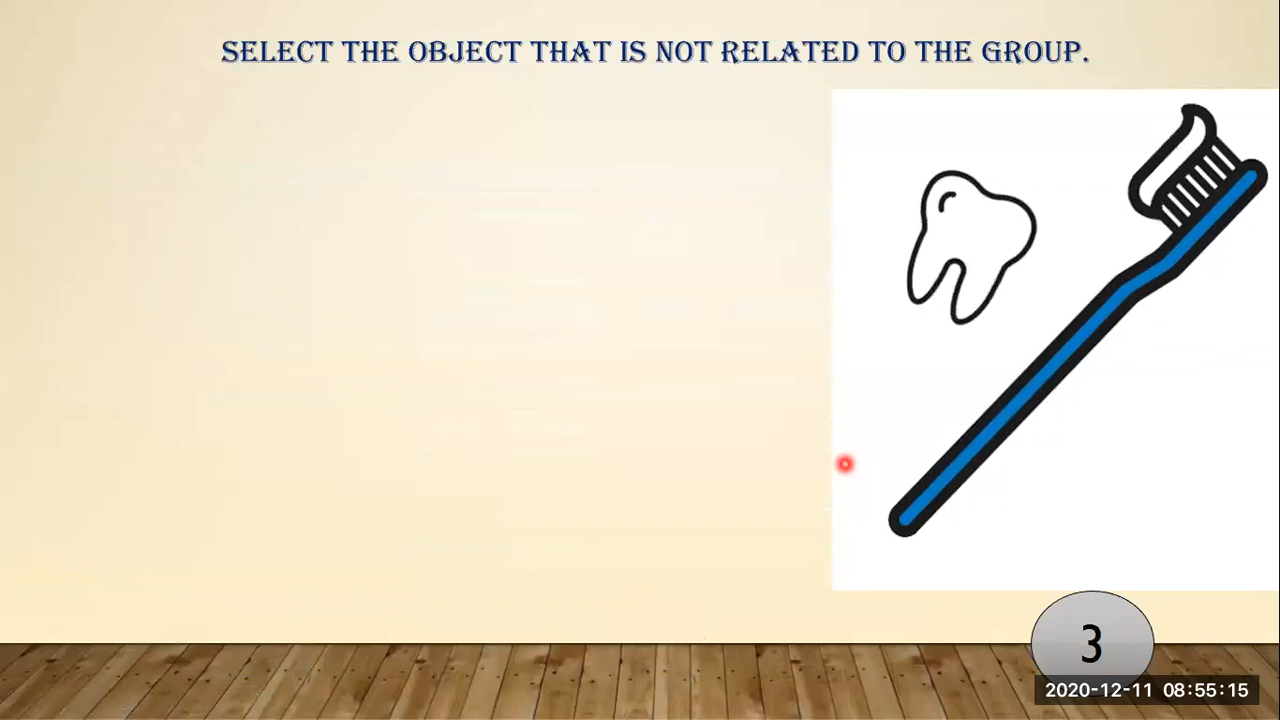 SELECT THE OBJECT THAT IS NOT RELATED TO THE GROUP.
3
2020-12-11 08:55:15